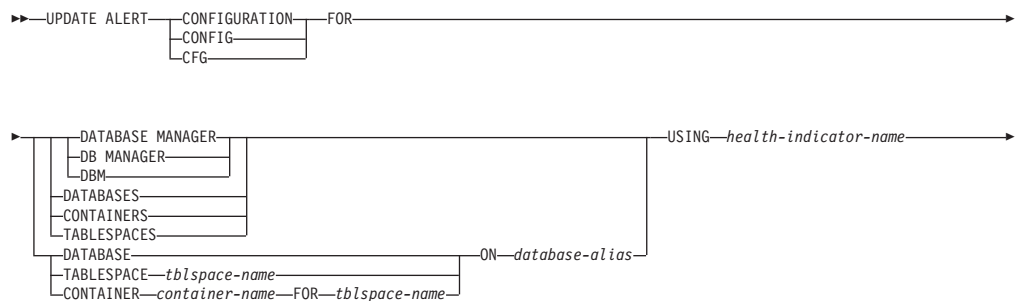 UPDATE ALERT CONFIGURATION FOR
CONFIG
CFG
DATABASE MANAGER USING health-indicator-name
DB MANAGER
DBM
DATABASES
CONTAINERS
TABLESPACES
DATABASE ON database-alias
TABLESPACE tblspace-name
CONTAINER container-name FOR tblspace-name